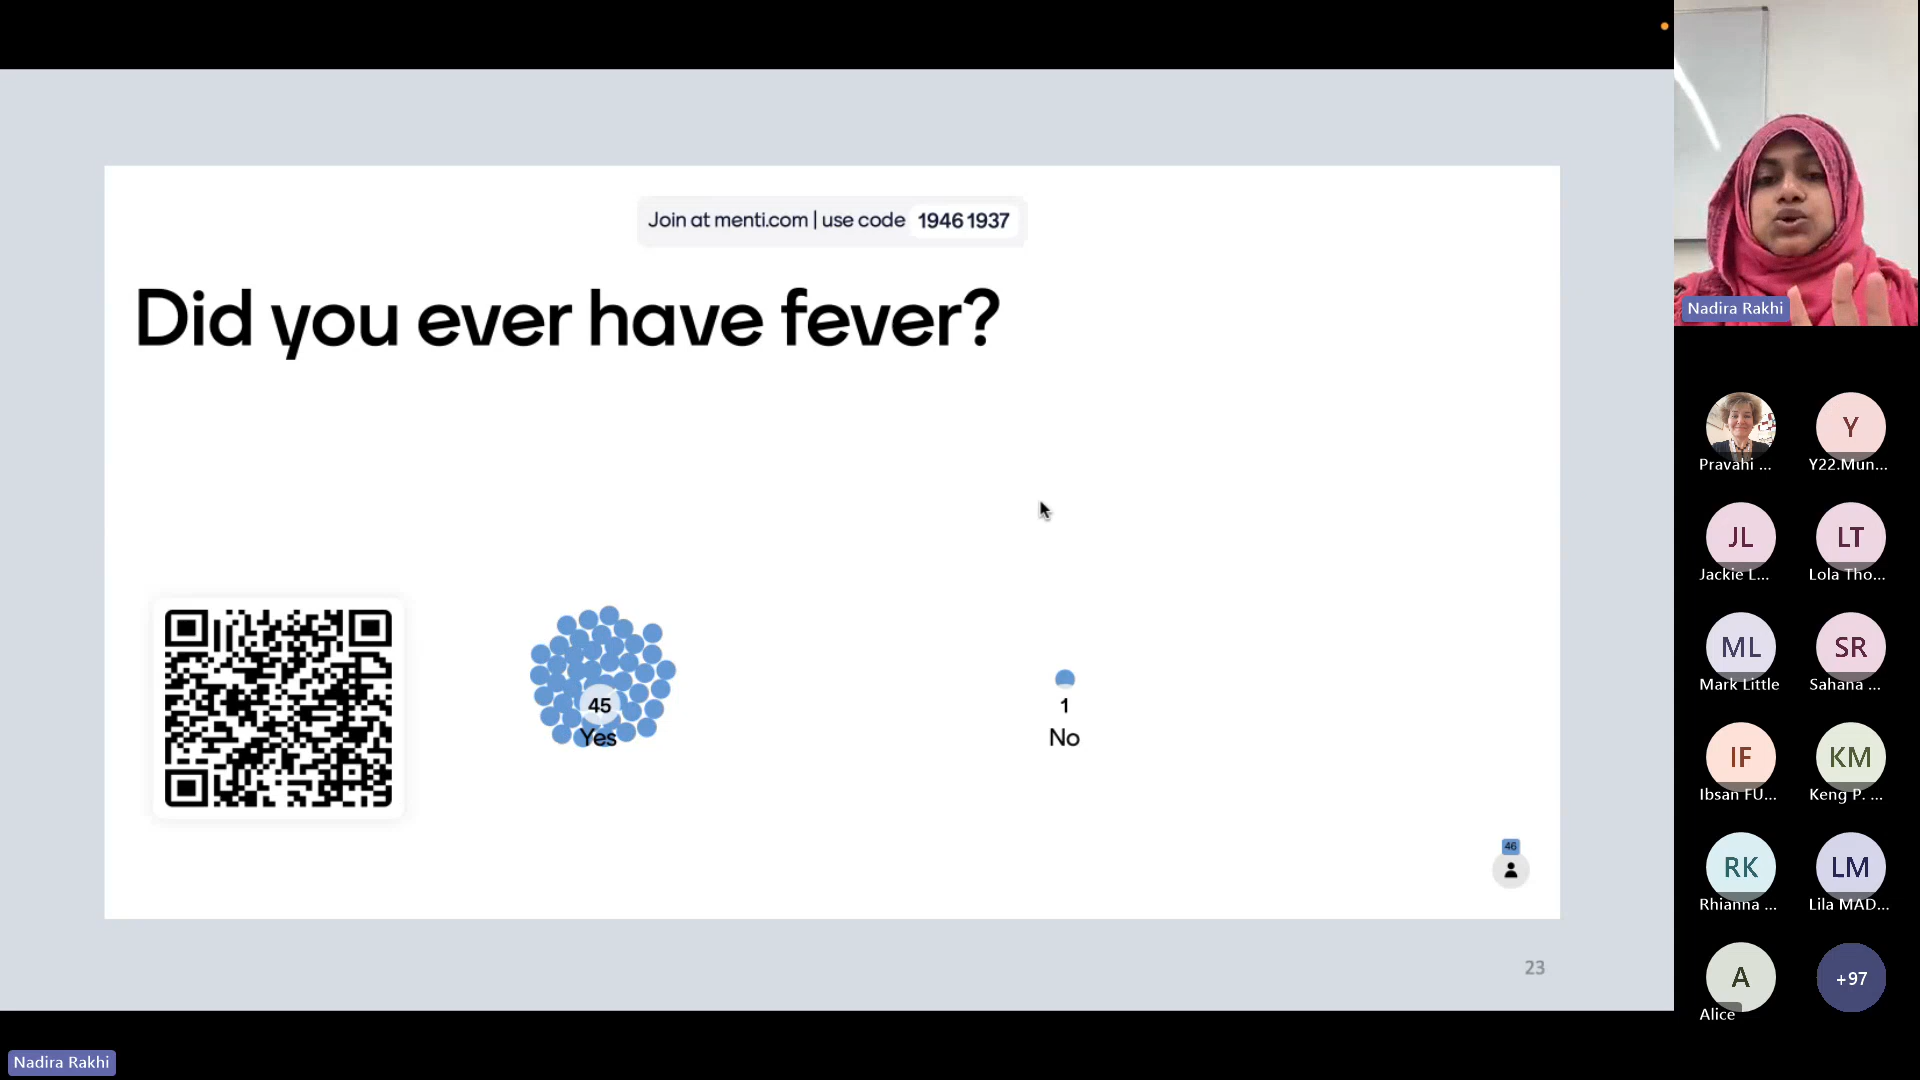 Join at menti.com | use code 1946 1937
Did you ever have fever?
45
Yes
1
No
46
23
Nadira Rakhi
Pravahi ...
Y
Y22.Mun...
JL
Jackie L...
LT
Lola Tho...
ML
Mark Little
SR
Sahana ...
IF
Ibsan FU...
KM
Keng P. ...
RK
Rhianna ...
LM
Lila MAD...
A
Alice
+97
Nadira Rakhi